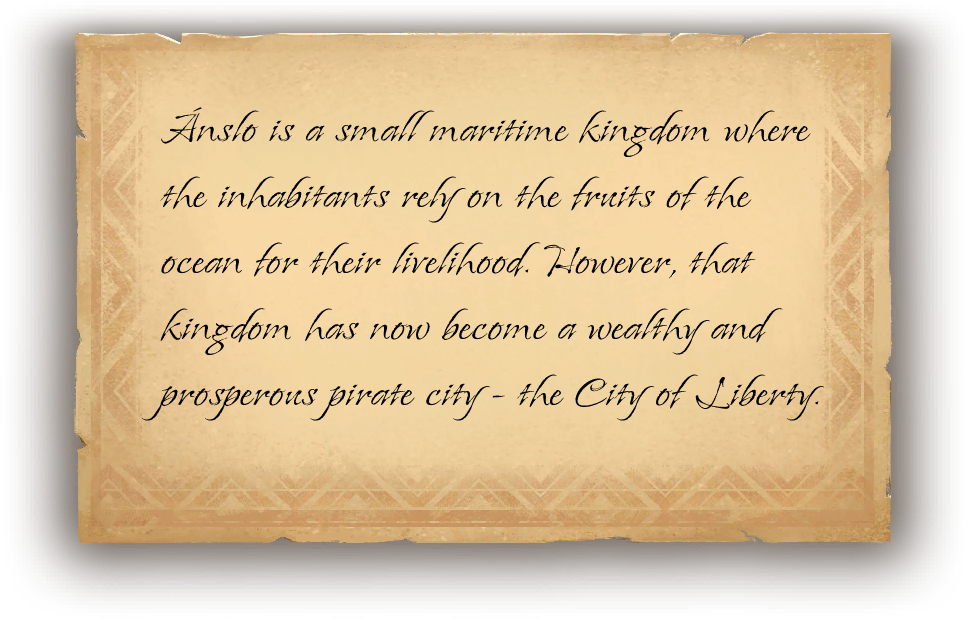 Ánslo is a small maritime kingdom where
the inhabitants rely on the fruits of the
ocean for their livelihood. However, that
kingdom has now become a wealthy and
prosperous pirate city - the City of Liberty.